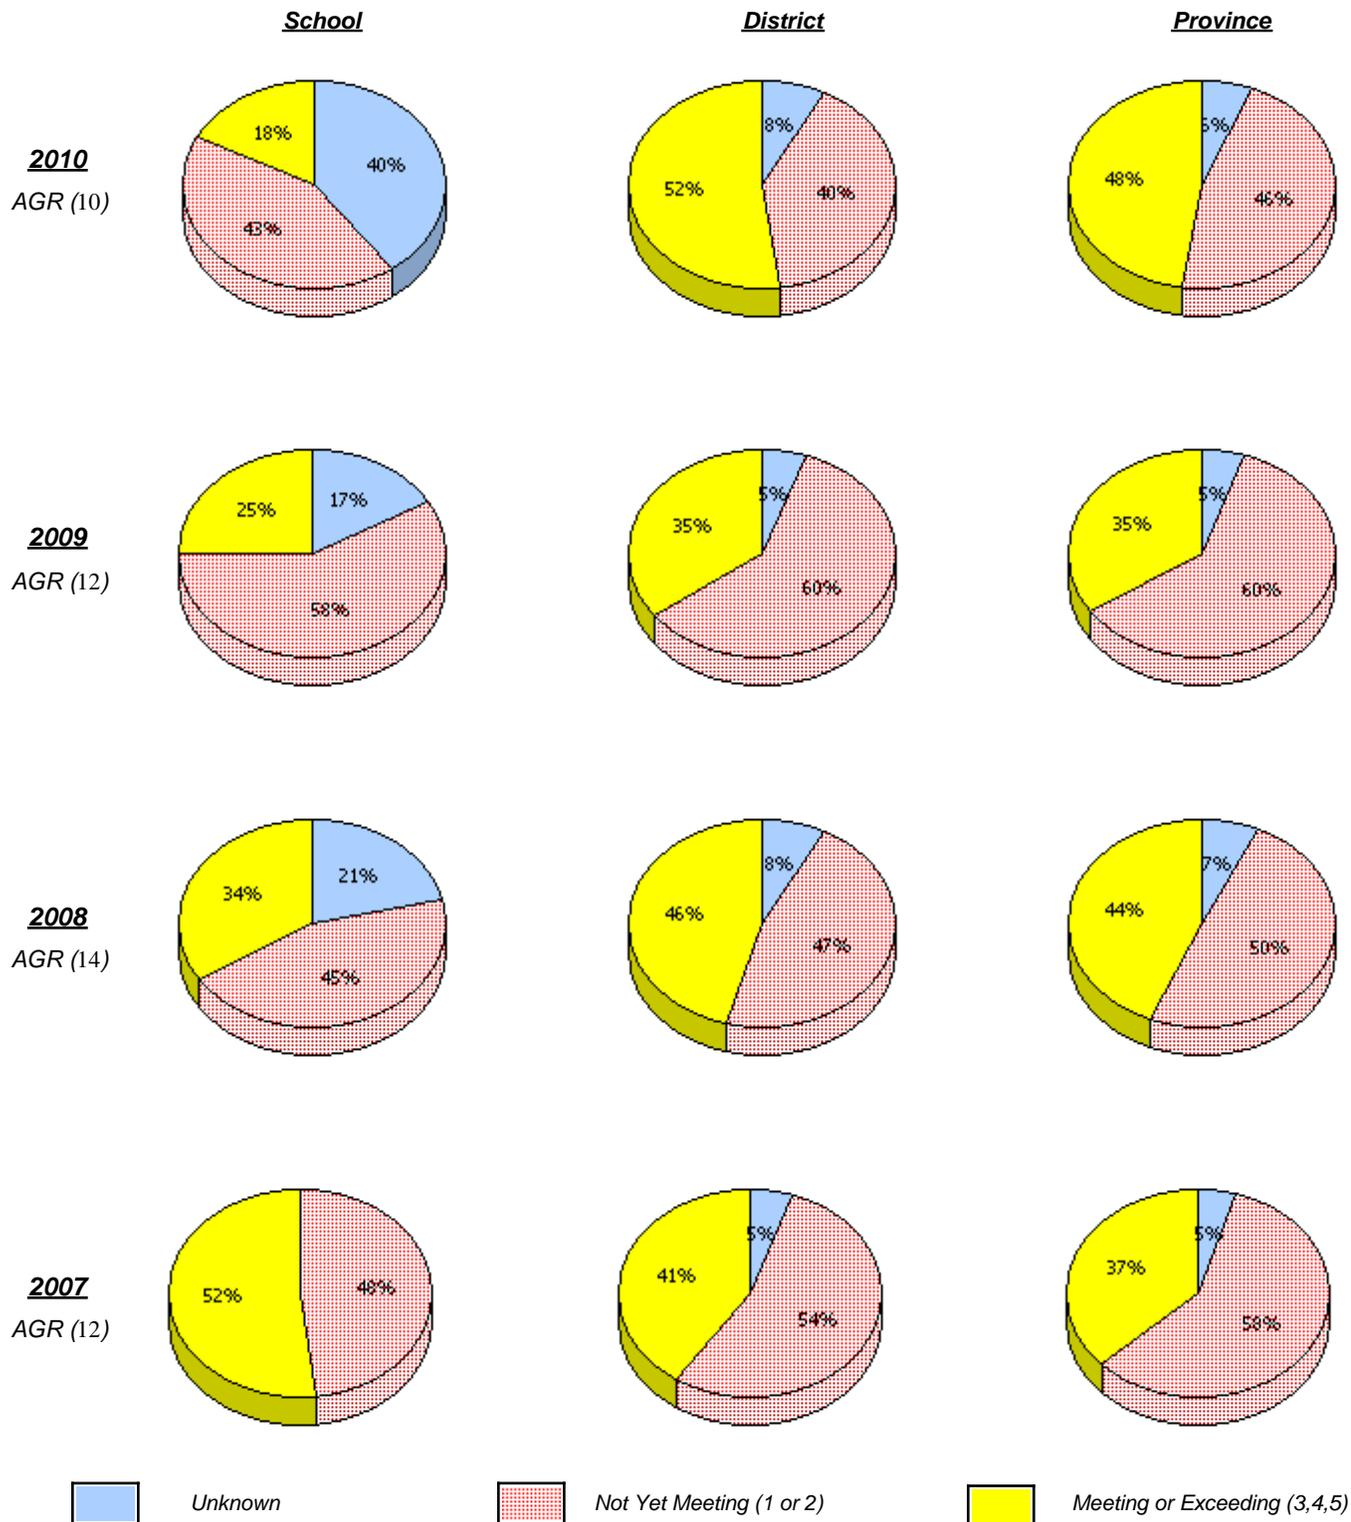 School District Province
2010
AGR (10)
18% 40% 43%
8% 40% 52%
48% 46%
2009
AGR (12)
25% 17% 58%
35% 5% 60%
35% 5% 60%
2008
AGR (14)
34% 21% 45%
46% 8% 47%
44% 7% 50%
2007
AGR (12)
52% 48%
41% 5% 54%
37% 5% 58%
Unknown Not Yet Meeting (1 or 2) Meeting or Exceeding (3,4,5)